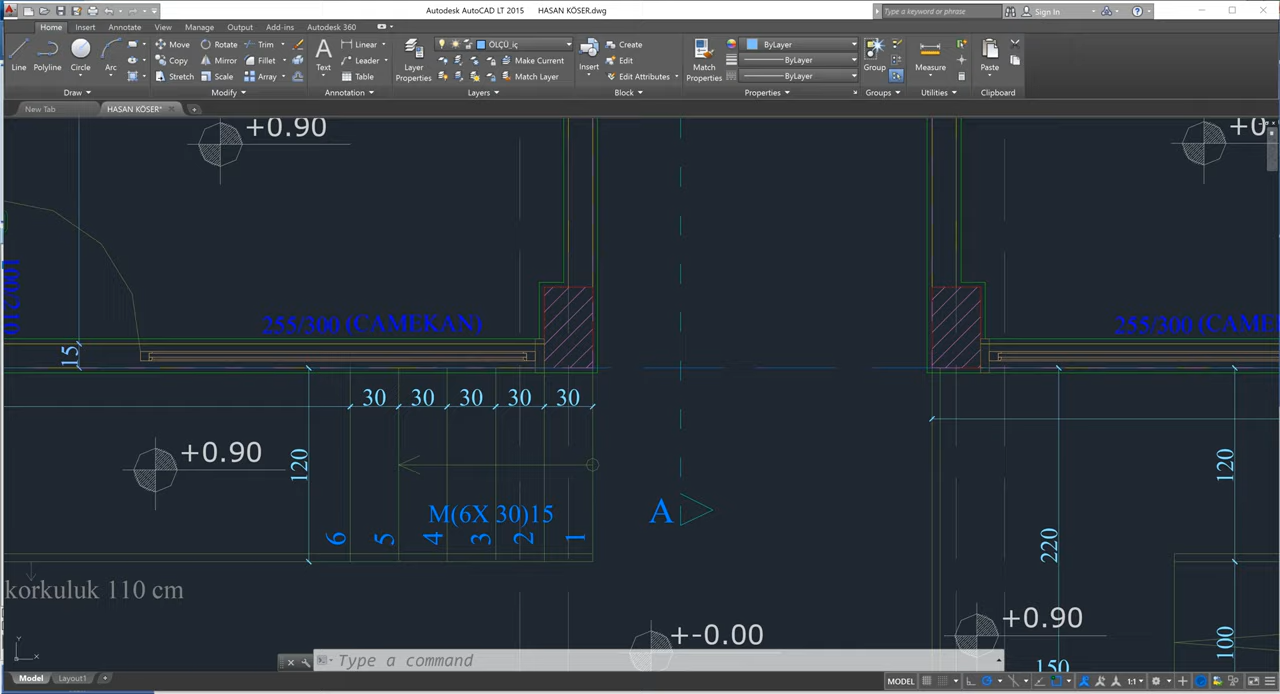 Autodesk AutoCAD LT 2015 HASAN KÖSER.dwg
Type a keyword or phrase
Sign In
Home Insert Annotate View Manage Output Add-ins Autodesk 360
Line Polyline Circle Arc
Move Rotate Trim
Copy Mirror Fillet
Stretch Scale Array
Text
Linear
Leader
Table
Layer Properties
ÖLÇÜ_iç
Make Current
Match Layer
Insert
Create
Edit
Edit Attributes
Match Properties
ByLayer
ByLayer
ByLayer
Group
Measure
Paste
Draw Modify Annotation Layers Block Properties Groups Utilities Clipboard
New Tab HASAN KÖSER*
+0.90
100/210
255/300 (CAMEKAN)
15
30 30 30 30 30
+0.90
120
M(6X 30)15
6 5 4 3 2 1
A
120
220
korkuluk 110 cm
+-0.00
+0.90
100
150
Type a command
Model Layout1
MODEL
1:1